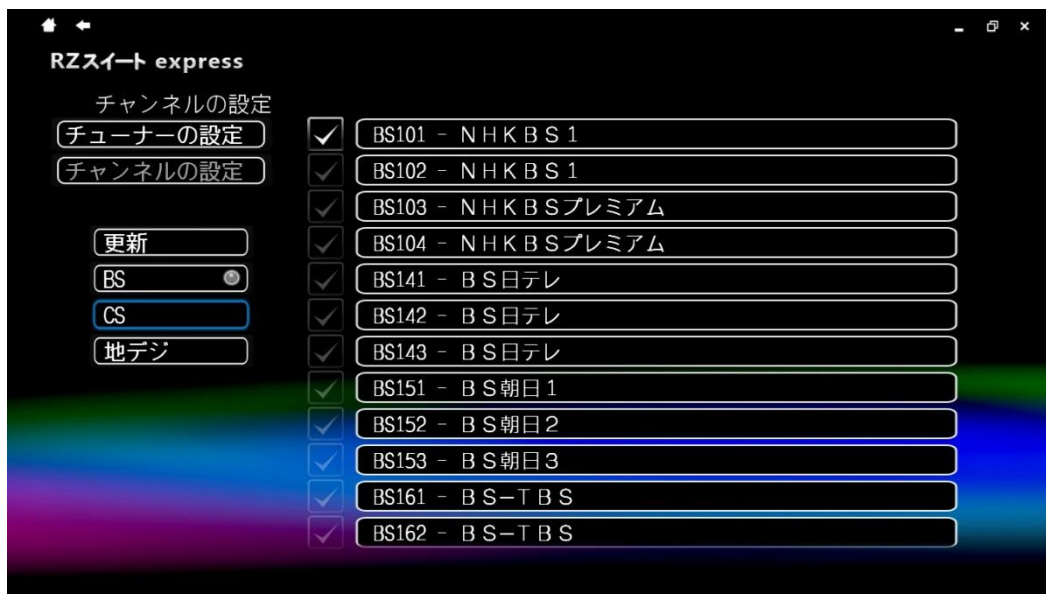 RZスイート express
チャンネルの設定
チューナーの設定
チャンネルの設定
更新
BS
CS
地デジ
BS101 - ＮＨＫＢＳ１
BS102 - ＮＨＫＢＳ１
BS103 - ＮＨＫＢＳプレミアム
BS104 - ＮＨＫＢＳプレミアム
BS141 - ＢＳ日テレ
BS142 - ＢＳ日テレ
BS143 - ＢＳ日テレ
BS151 - ＢＳ朝日１
BS152 - ＢＳ朝日２
BS153 - ＢＳ朝日３
BS161 - ＢＳ－ＴＢＳ
BS162 - ＢＳ－ＴＢＳ